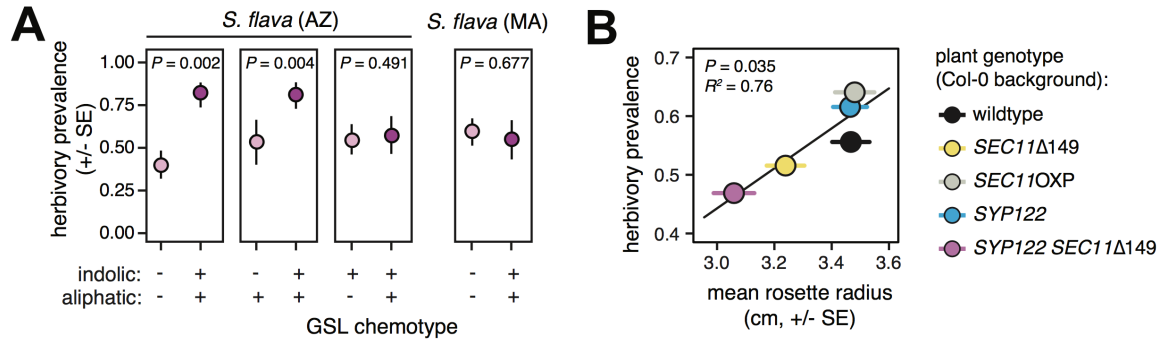 A
S. flava (AZ)
S. flava (MA)
herbivory prevalence
(+/- SE)
1.00
0.75
0.50
0.25
0.00
P = 0.002
P = 0.004
P = 0.491
P = 0.677
indolic: - + - + + + - +
aliphatic: - + + + - + - +
GSL chemotype
B
herbivory prevalence
0.7
0.6
0.5
0.4
P = 0.035
R² = 0.76
3.0 3.2 3.4 3.6
mean rosette radius
(cm, +/- SE)
plant genotype
(Col-0 background):
wildtype
SEC11Δ149
SEC11OXP
SYP122
SYP122 SEC11Δ149